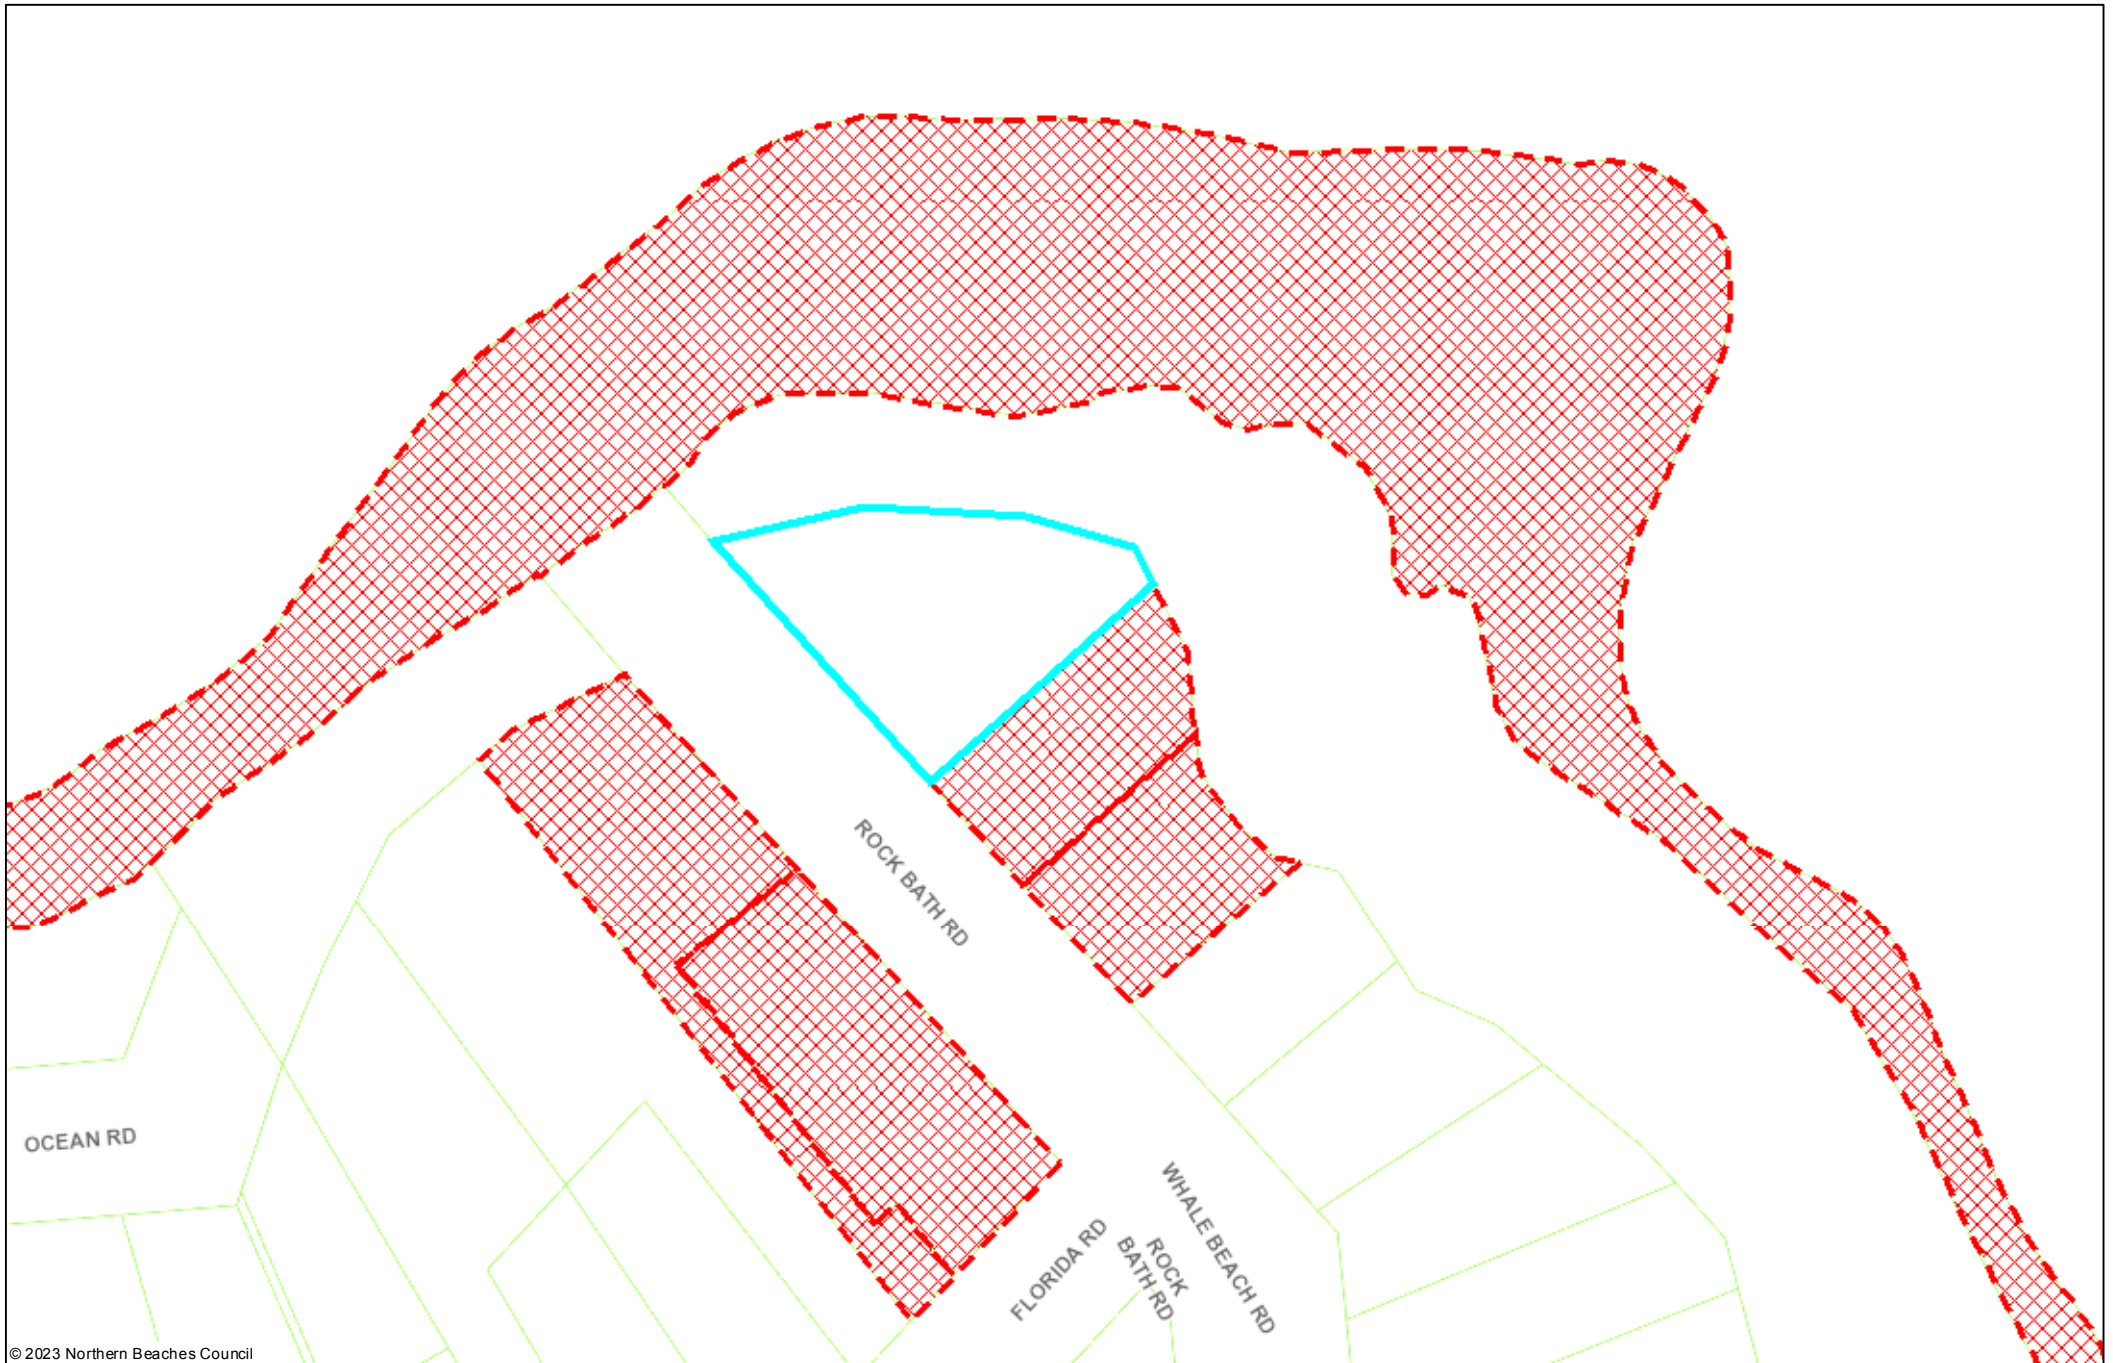 ROCK BATH RD
OCEAN RD
WHALE BEACH RD
FLORIDA RD
ROCK
BATH RD
© 2023 Northern Beaches Council